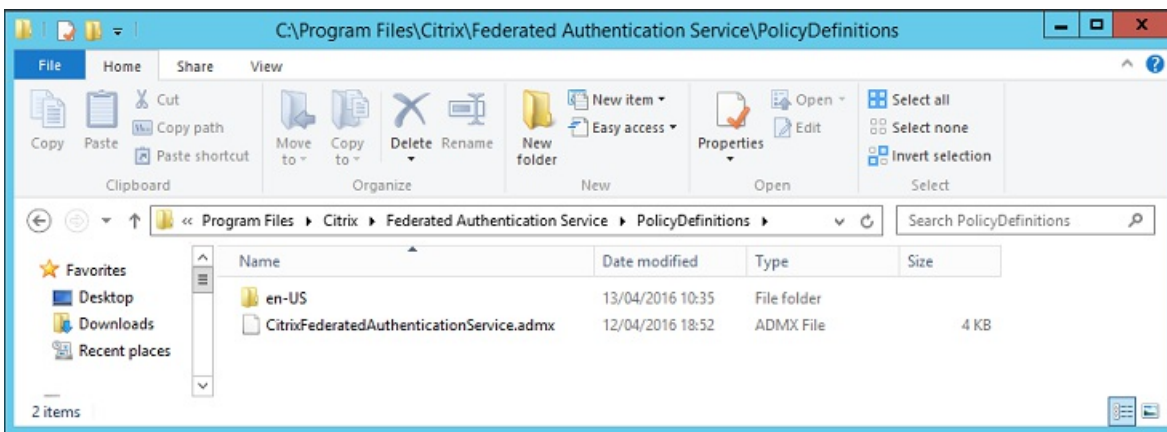 C:\Program Files\Citrix\Federated Authentication Service\PolicyDefinitions
File Home Share View
Copy
Paste
Cut
Copy path
Paste shortcut
Clipboard
Move to
Copy to
Delete
Rename
Organize
New folder
New item
Easy access
New
Properties
Open
Edit
Open
Select all
Select none
Invert selection
Select
« Program Files Citrix Federated Authentication Service PolicyDefinitions
Search PolicyDefinitions
Favorites
Desktop
Downloads
Recent places
Name Date modified Type Size
en-US 13/04/2016 10:35 File folder
CitrixFederatedAuthenticationService.admx 12/04/2016 18:52 ADMX File 4 KB
2 items